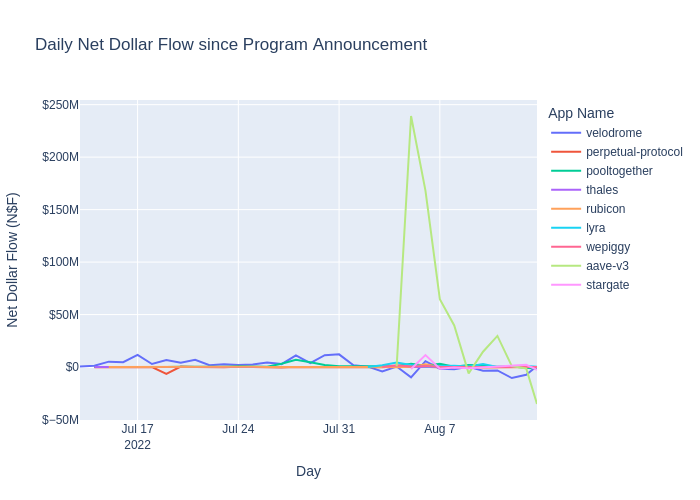 Daily Net Dollar Flow since Program Announcement
Net Dollar Flow (N$F)
$250M
$200M
$150M
$100M
$50M
$0
$−50M
Jul 17
2022
Jul 24
Jul 31
Aug 7
Day
App Name
velodrome
perpetual-protocol
pooltogether
thales
rubicon
lyra
wepiggy
aave-v3
stargate